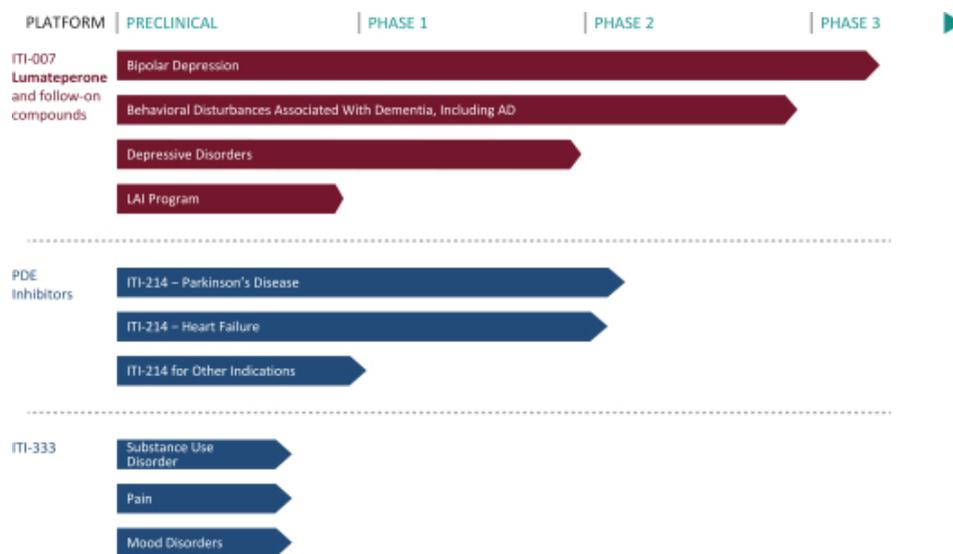 PLATFORM PRECLINICAL PHASE 1 PHASE 2 PHASE 3
ITI-007
Lumateperone
and follow-on
compounds
Bipolar Depression
Behavioral Disturbances Associated With Dementia, Including AD
Depressive Disorders
LAI Program
PDE
Inhibitors
ITI-214 – Parkinson's Disease
ITI-214 – Heart Failure
ITI-214 for Other Indications
ITI-333
Substance Use
Disorder
Pain
Mood Disorders